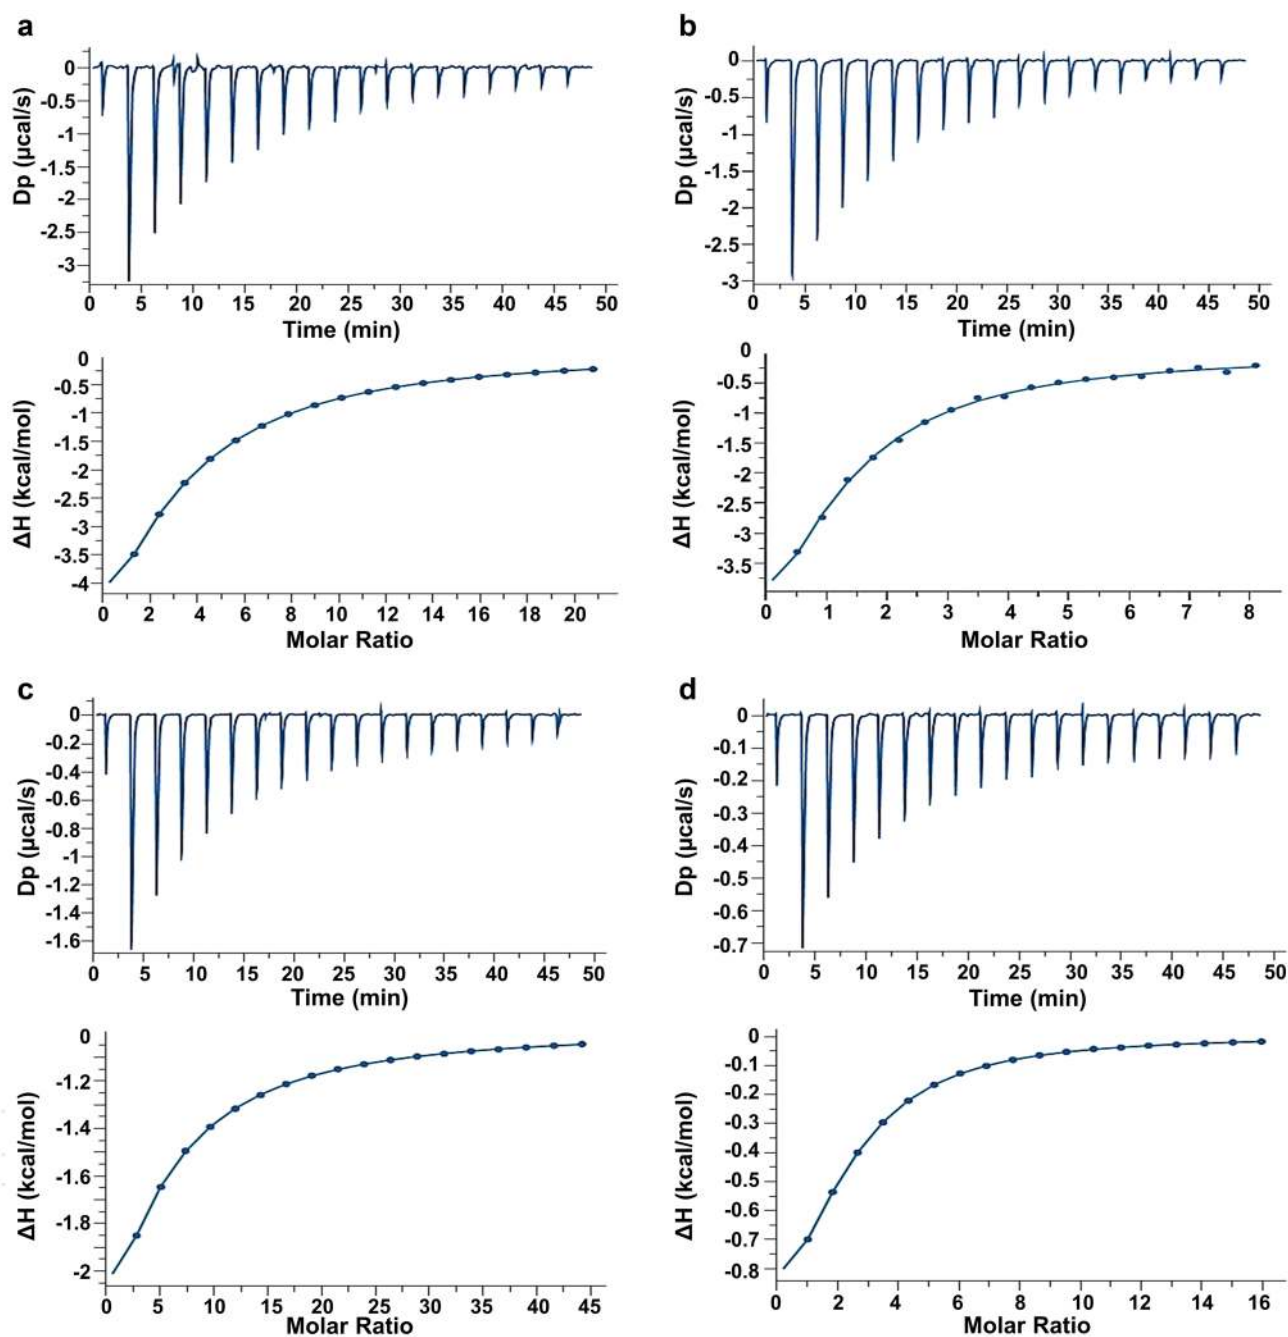 a
0
-0.5
-1
-1.5
-2
-2.5
-3
Dp (µcal/s)
0 5 10 15 20 25 30 35 40 45 50
Time (min)
0
-0.5
-1
-1.5
-2
-2.5
-3
-3.5
-4
ΔH (kcal/mol)
0 2 4 6 8 10 12 14 16 18 20
Molar Ratio
b
0
-0.5
-1
-1.5
-2
-2.5
-3
Dp (µcal/s)
0 5 10 15 20 25 30 35 40 45 50
Time (min)
0
-0.5
-1
-1.5
-2
-2.5
-3
-3.5
ΔH (kcal/mol)
0 1 2 3 4 5 6 7 8
Molar Ratio
c
0
-0.2
-0.4
-0.6
-0.8
-1
-1.2
-1.4
-1.6
Dp (µcal/s)
0 5 10 15 20 25 30 35 40 45 50
Time (min)
0
-1.2
-1.4
-1.6
-1.8
-2
ΔH (kcal/mol)
0 5 10 15 20 25 30 35 40 45
Molar Ratio
d
0
-0.1
-0.2
-0.3
-0.4
-0.5
-0.6
-0.7
Dp (µcal/s)
0 5 10 15 20 25 30 35 40 45 50
Time (min)
0
-0.1
-0.2
-0.3
-0.4
-0.5
-0.6
-0.7
-0.8
ΔH (kcal/mol)
0 2 4 6 8 10 12 14 16
Molar Ratio